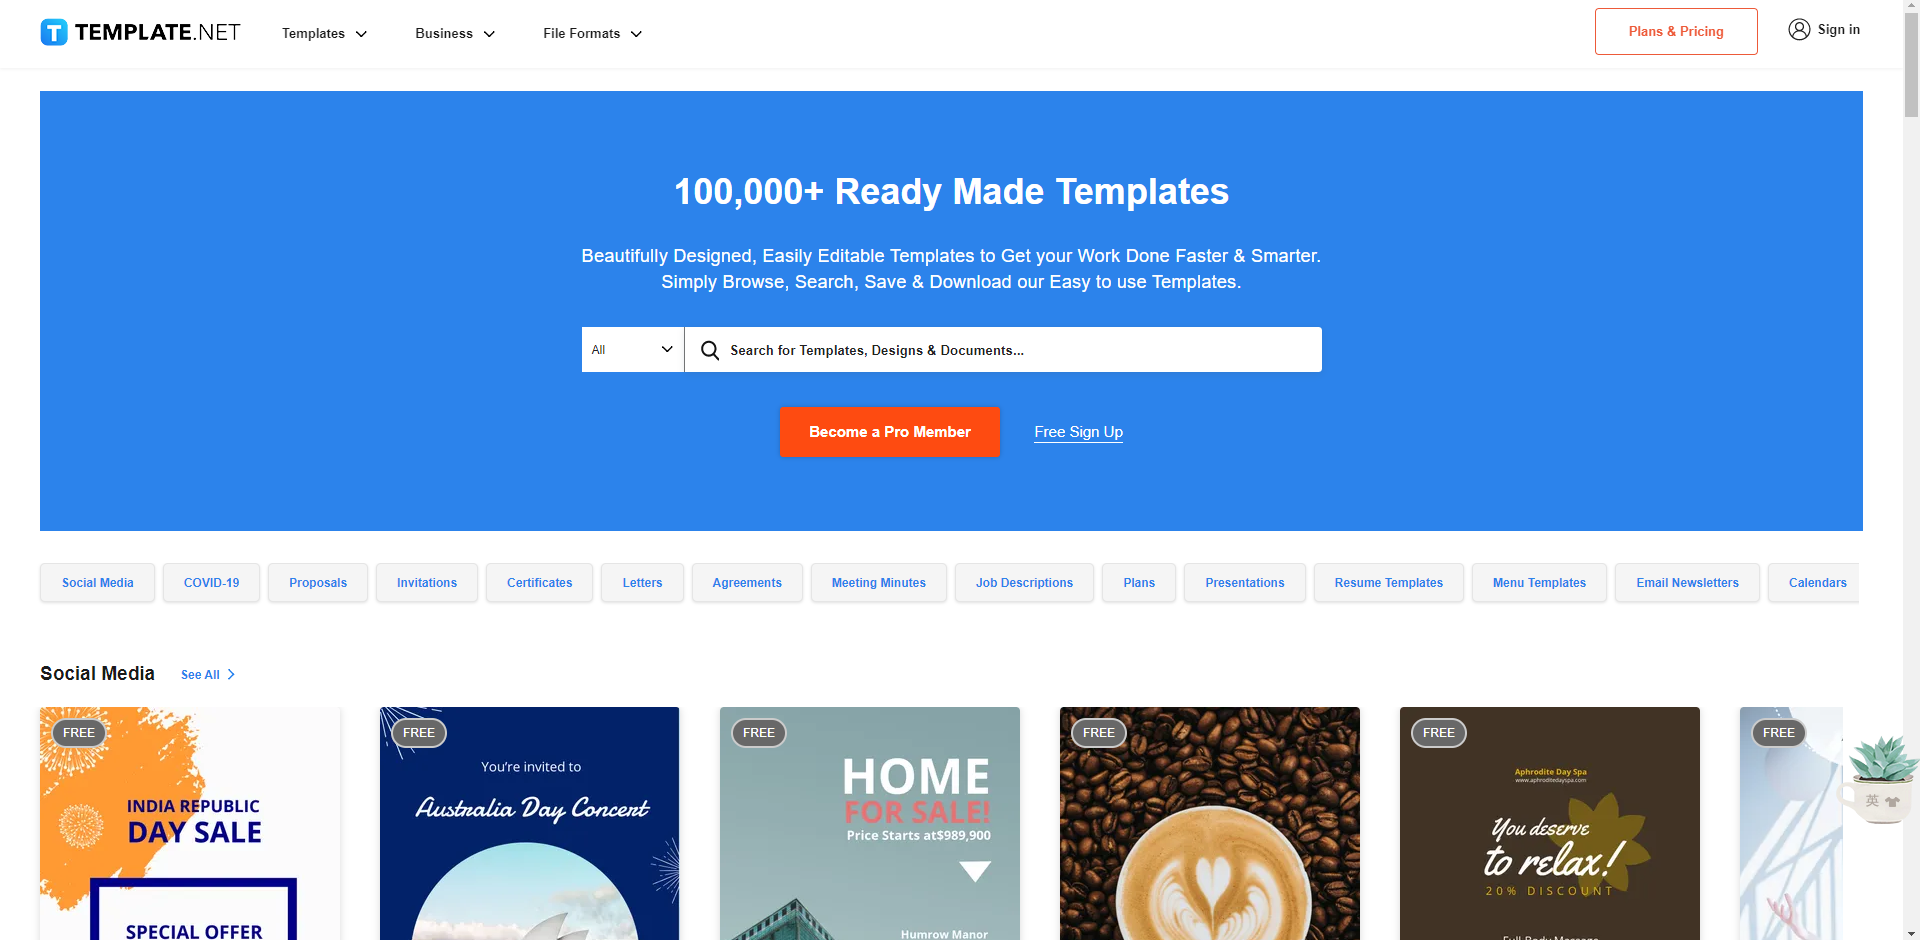 TEMPLATE.NET
Templates
Business
File Formats
Plans & Pricing
Sign in
100,000+ Ready Made Templates
Beautifully Designed, Easily Editable Templates to Get your Work Done Faster & Smarter.
Simply Browse, Search, Save & Download our Easy to use Templates.
All
Search for Templates, Designs & Documents...
Become a Pro Member
Free Sign Up
Social Media
COVID-19
Proposals
Invitations
Certificates
Letters
Agreements
Meeting Minutes
Job Descriptions
Plans
Presentations
Resume Templates
Menu Templates
Email Newsletters
Calendars
Social Media
See All
FREE
INDIA REPUBLIC
DAY SALE
SPECIAL OFFER
FREE
You're invited to
Australia Day Concert
FREE
HOME
FOR SALE!
Price Starts at$989,900
Humrow Manor
FREE
FREE
Aphrodite Day Spa
www.aphroditedayspa.com
You deserve
to relax!
20% DISCOUNT
Full Body Massage
FREE
英